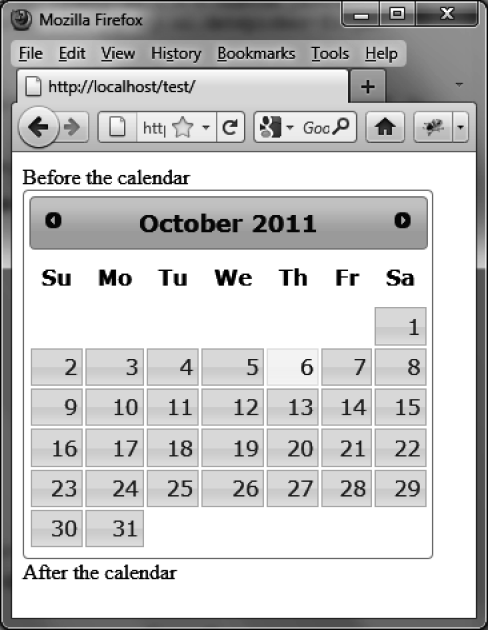 Mozilla Firefox
File Edit View History Bookmarks Tools Help
http://localhost/test/ +
http Goo
Before the calendar
October 2011
Su Mo Tu We Th Fr Sa
1
2 3 4 5 6 7 8
9 10 11 12 13 14 15
16 17 18 19 20 21 22
23 24 25 26 27 28 29
30 31
After the calendar